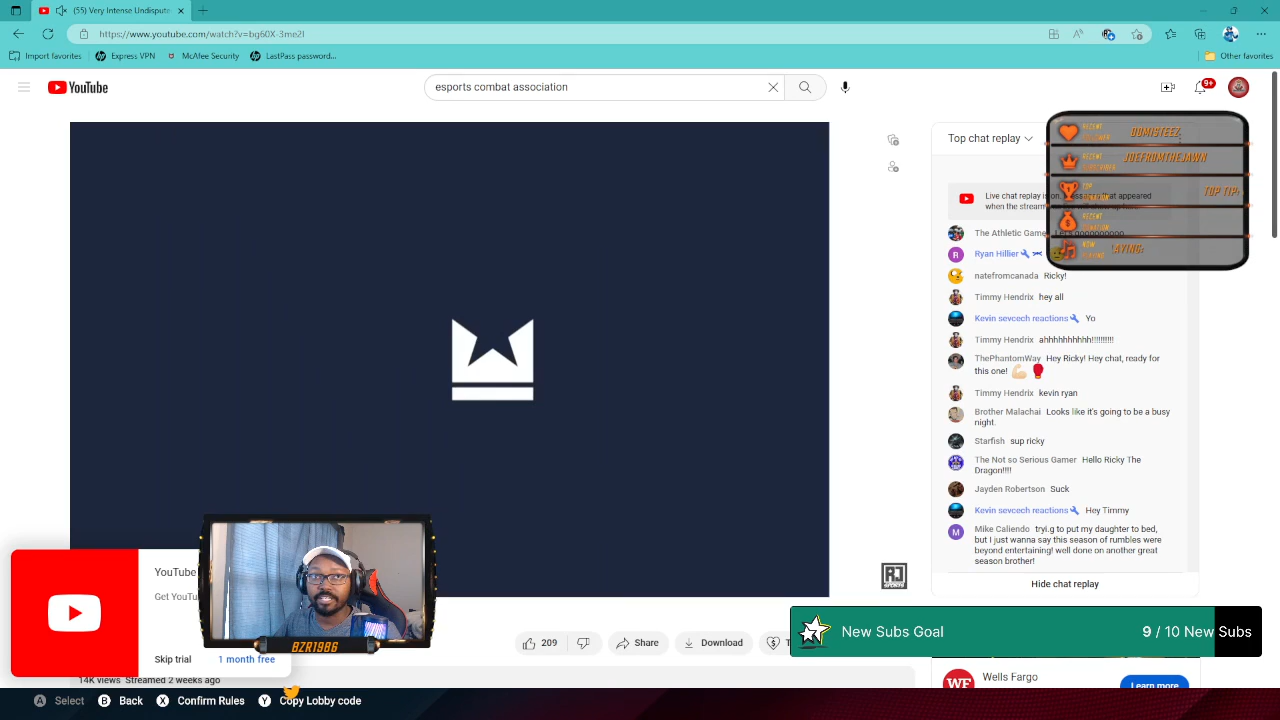 (55) Very Intense Undispute
https://www.youtube.com/watch?v=bg60X-3me2I
Import favorites
Express VPN
McAfee Security
LastPass password...
Other favorites
YouTube
esports combat association
9+
Top chat replay
RECENT
DOMISTEEZ
RECENT
JOEFROMTHEJAWN
TOP
TOP TIP:
RECENT
NOW
Live chat replay is on.
when the stream
The Athletic Game
Ryan Hillier
natefromcanada Ricky!
Timmy Hendrix hey all
Kevin sevcech reactions Yo
Timmy Hendrix ahhhhhhhhhh!!!!!!!!!!
ThePhantomWay Hey Ricky! Hey chat, ready for
this one!
Timmy Hendrix kevin ryan
Brother Malachai Looks like it's going to be a busy
night.
Starfish sup ricky
The Not so Serious Gamer Hello Ricky The
Dragon!!!!
Jayden Robertson Suck
Kevin sevcech reactions Hey Timmy
Mike Caliendo tryi.g to put my daughter to bed,
but I just wanna say this season of rumbles were
beyond entertaining! well done on another great
season brother!
Hide chat replay
YouTube
Get YouTu
Skip trial
1 month free
BZR1986
RJ
209
Share
Download
New Subs Goal
9 / 10 New Subs
14K views Streamed 2 weeks ago
WF
Wells Fargo
Learn more
A Select
B Back
X Confirm Rules
Y Copy Lobby code